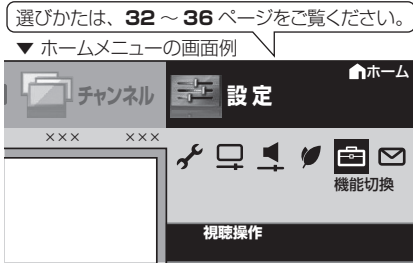 選びかたは、32 ～ 36 ページをご覧ください。
▼ ホームメニューの画面例
ホーム
チャンネル
設定
××× ×××
機能切換
視聴操作